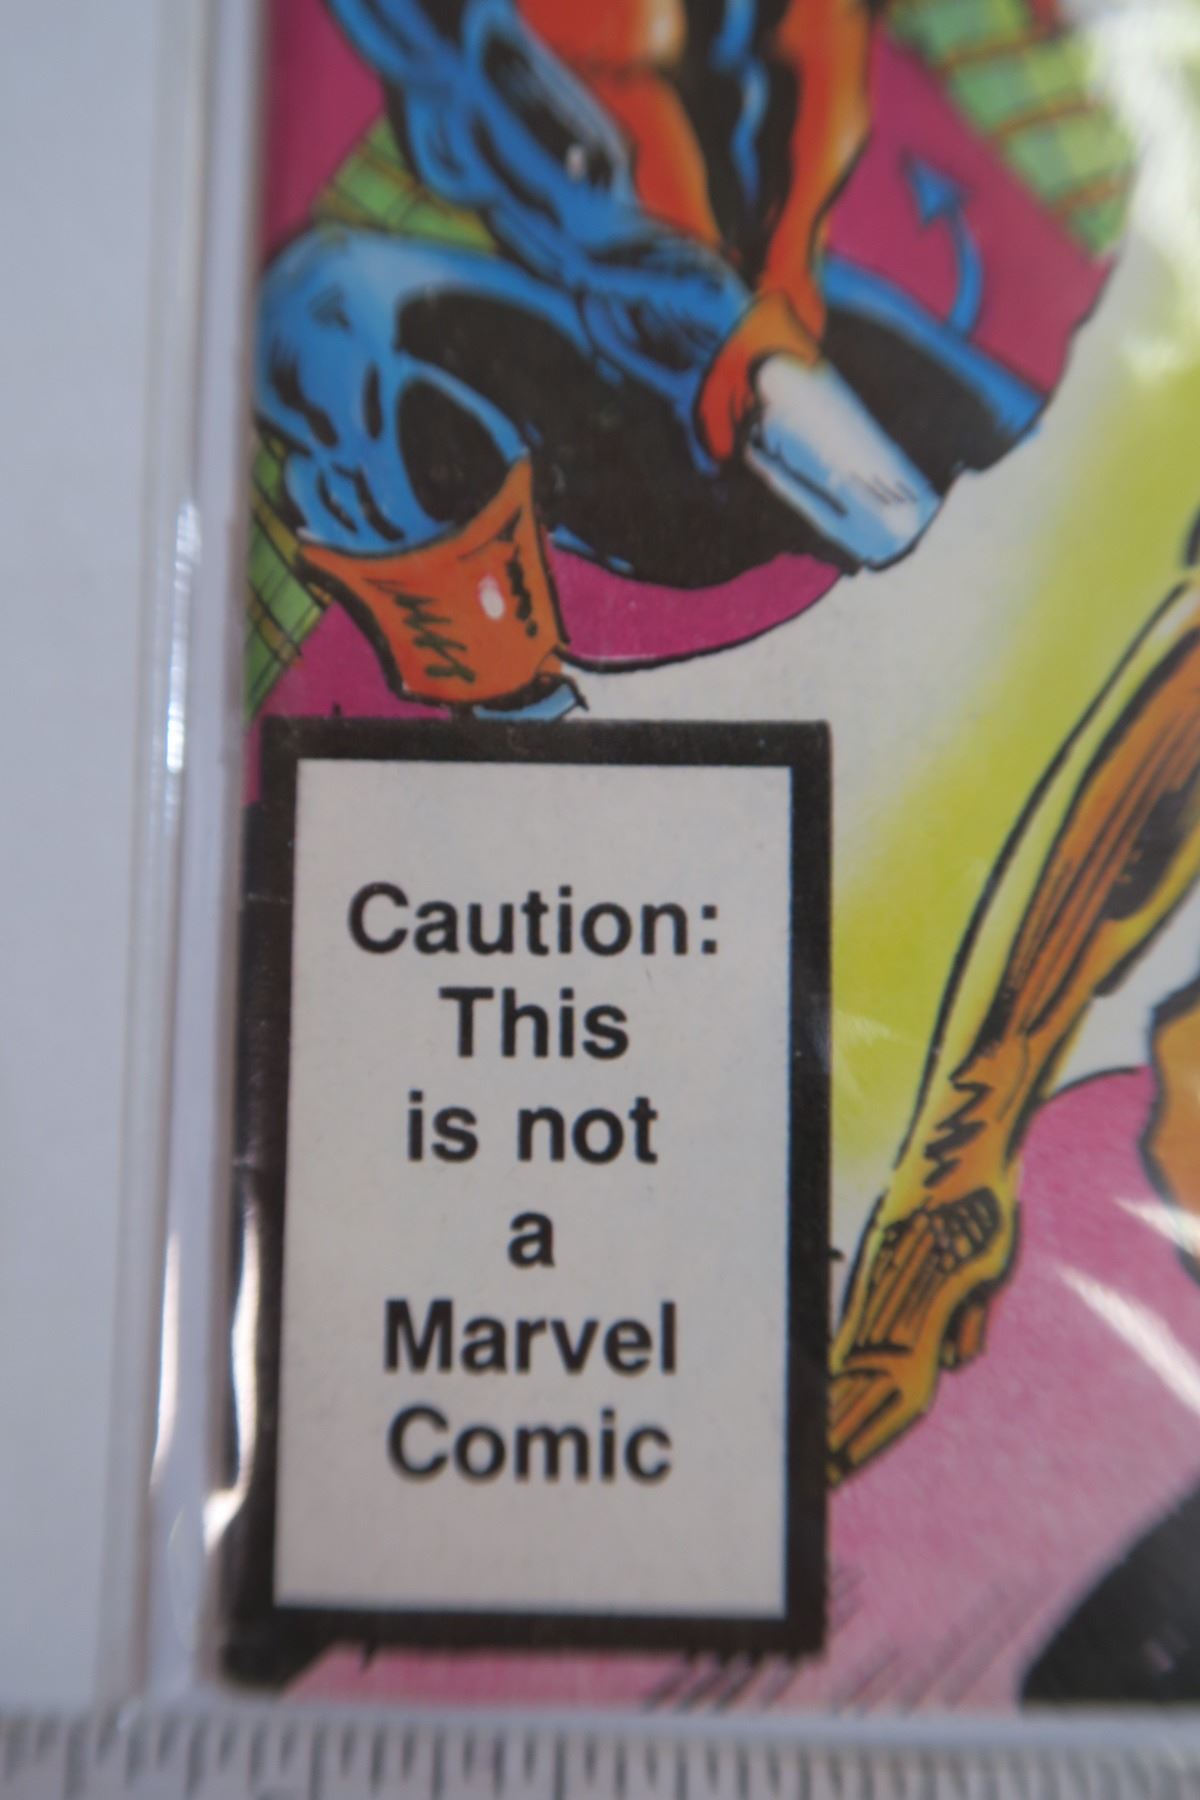 Caution:
This
is not
a
Marvel
Comic